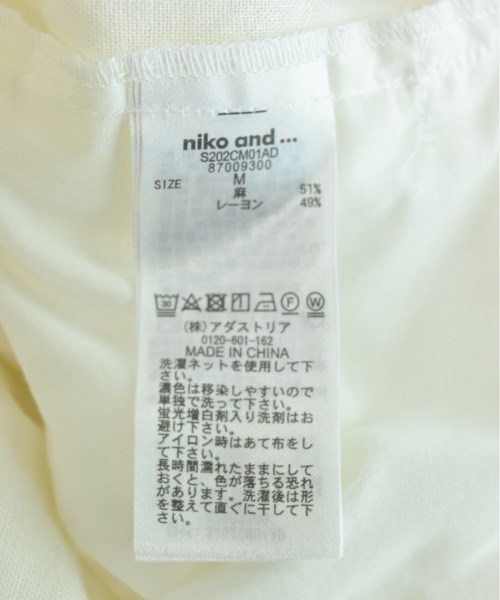 niko and ...
S202CM01AD
87009300
SIZE M
麻 51%
レーヨン 49%
30 F W
(株)アダストリア
0120-601-162
MADE IN CHINA
洗濯ネットを使用して下
さい。
濃色は移染しやすいので
単独で洗って下さい。
蛍光増白剤入り洗剤はお
避け下さい。
アイロン時はあて布をし
て下さい。
長時間濡れたままにして
おくと、色が落ちる恐れ
があります。洗濯後は形
を整えて直ぐに干して下
さい。